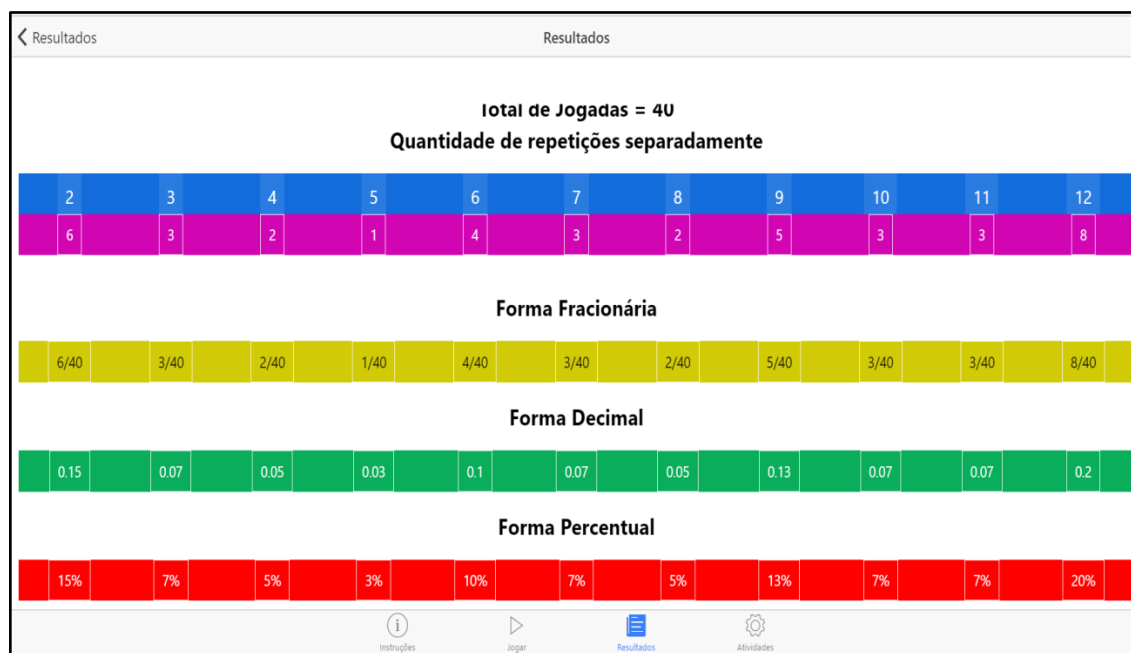 Resultados Resultados
Total de Jogadas = 40
Quantidade de repetições separadamente
2 3 4 5 6 7 8 9 10 11 12
6 3 2 1 4 3 2 5 3 3 8
Forma Fracionária
6/40 3/40 2/40 1/40 4/40 3/40 2/40 5/40 3/40 3/40 8/40
Forma Decimal
0.15 0.07 0.05 0.03 0.1 0.07 0.05 0.13 0.07 0.07 0.2
Forma Percentual
15% 7% 5% 3% 10% 7% 5% 13% 7% 7% 20%
Instruções Jogar Resultados Atividades